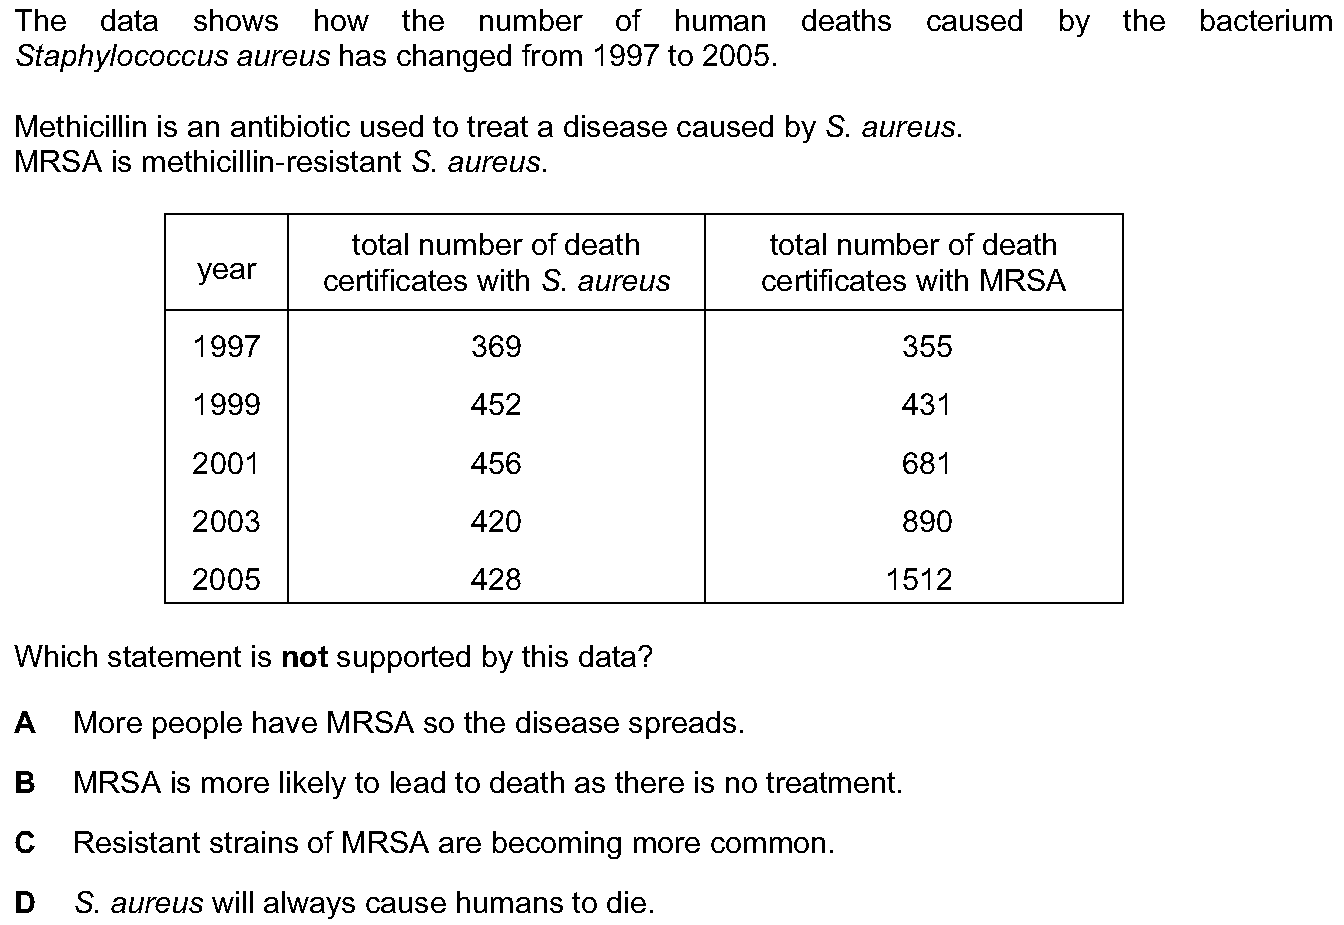 The data shows how the number of human deaths caused by the bacterium
Staphylococcus aureus has changed from 1997 to 2005.
Methicillin is an antibiotic used to treat a disease caused by S. aureus.
MRSA is methicillin-resistant S. aureus.
year total number of death certificates with S. aureus total number of death certificates with MRSA
1997 369 355
1999 452 431
2001 456 681
2003 420 890
2005 428 1512
Which statement is not supported by this data?
A More people have MRSA so the disease spreads.
B MRSA is more likely to lead to death as there is no treatment.
C Resistant strains of MRSA are becoming more common.
D S. aureus will always cause humans to die.